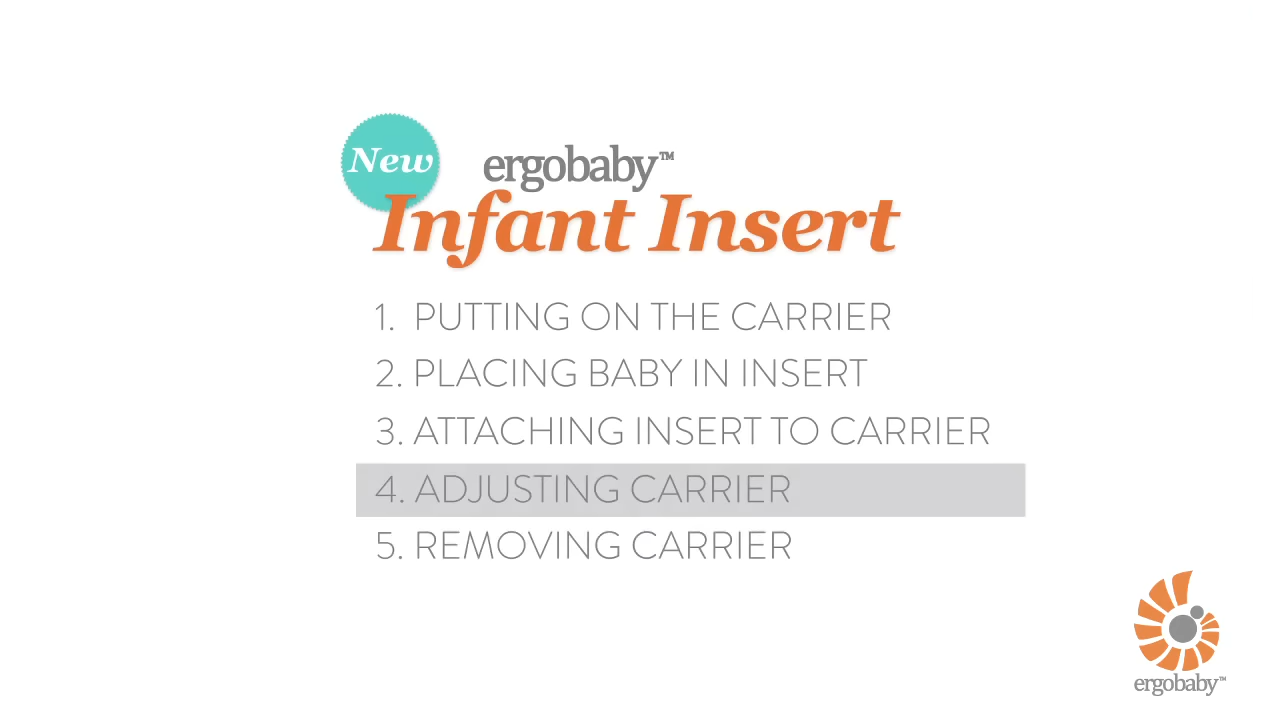 New
ergobaby™
Infant Insert
1. PUTTING ON THE CARRIER
2. PLACING BABY IN INSERT
3. ATTACHING INSERT TO CARRIER
4. ADJUSTING CARRIER
5. REMOVING CARRIER
ergobaby™